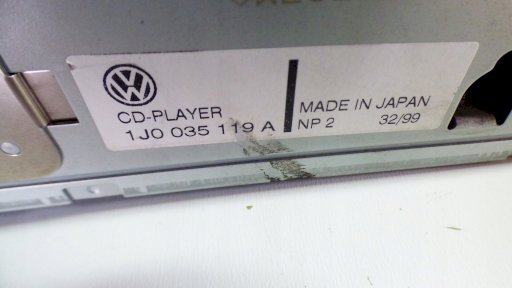 CD-PLAYER
1J0 035 119 A
MADE IN JAPAN
NP 2 32/99